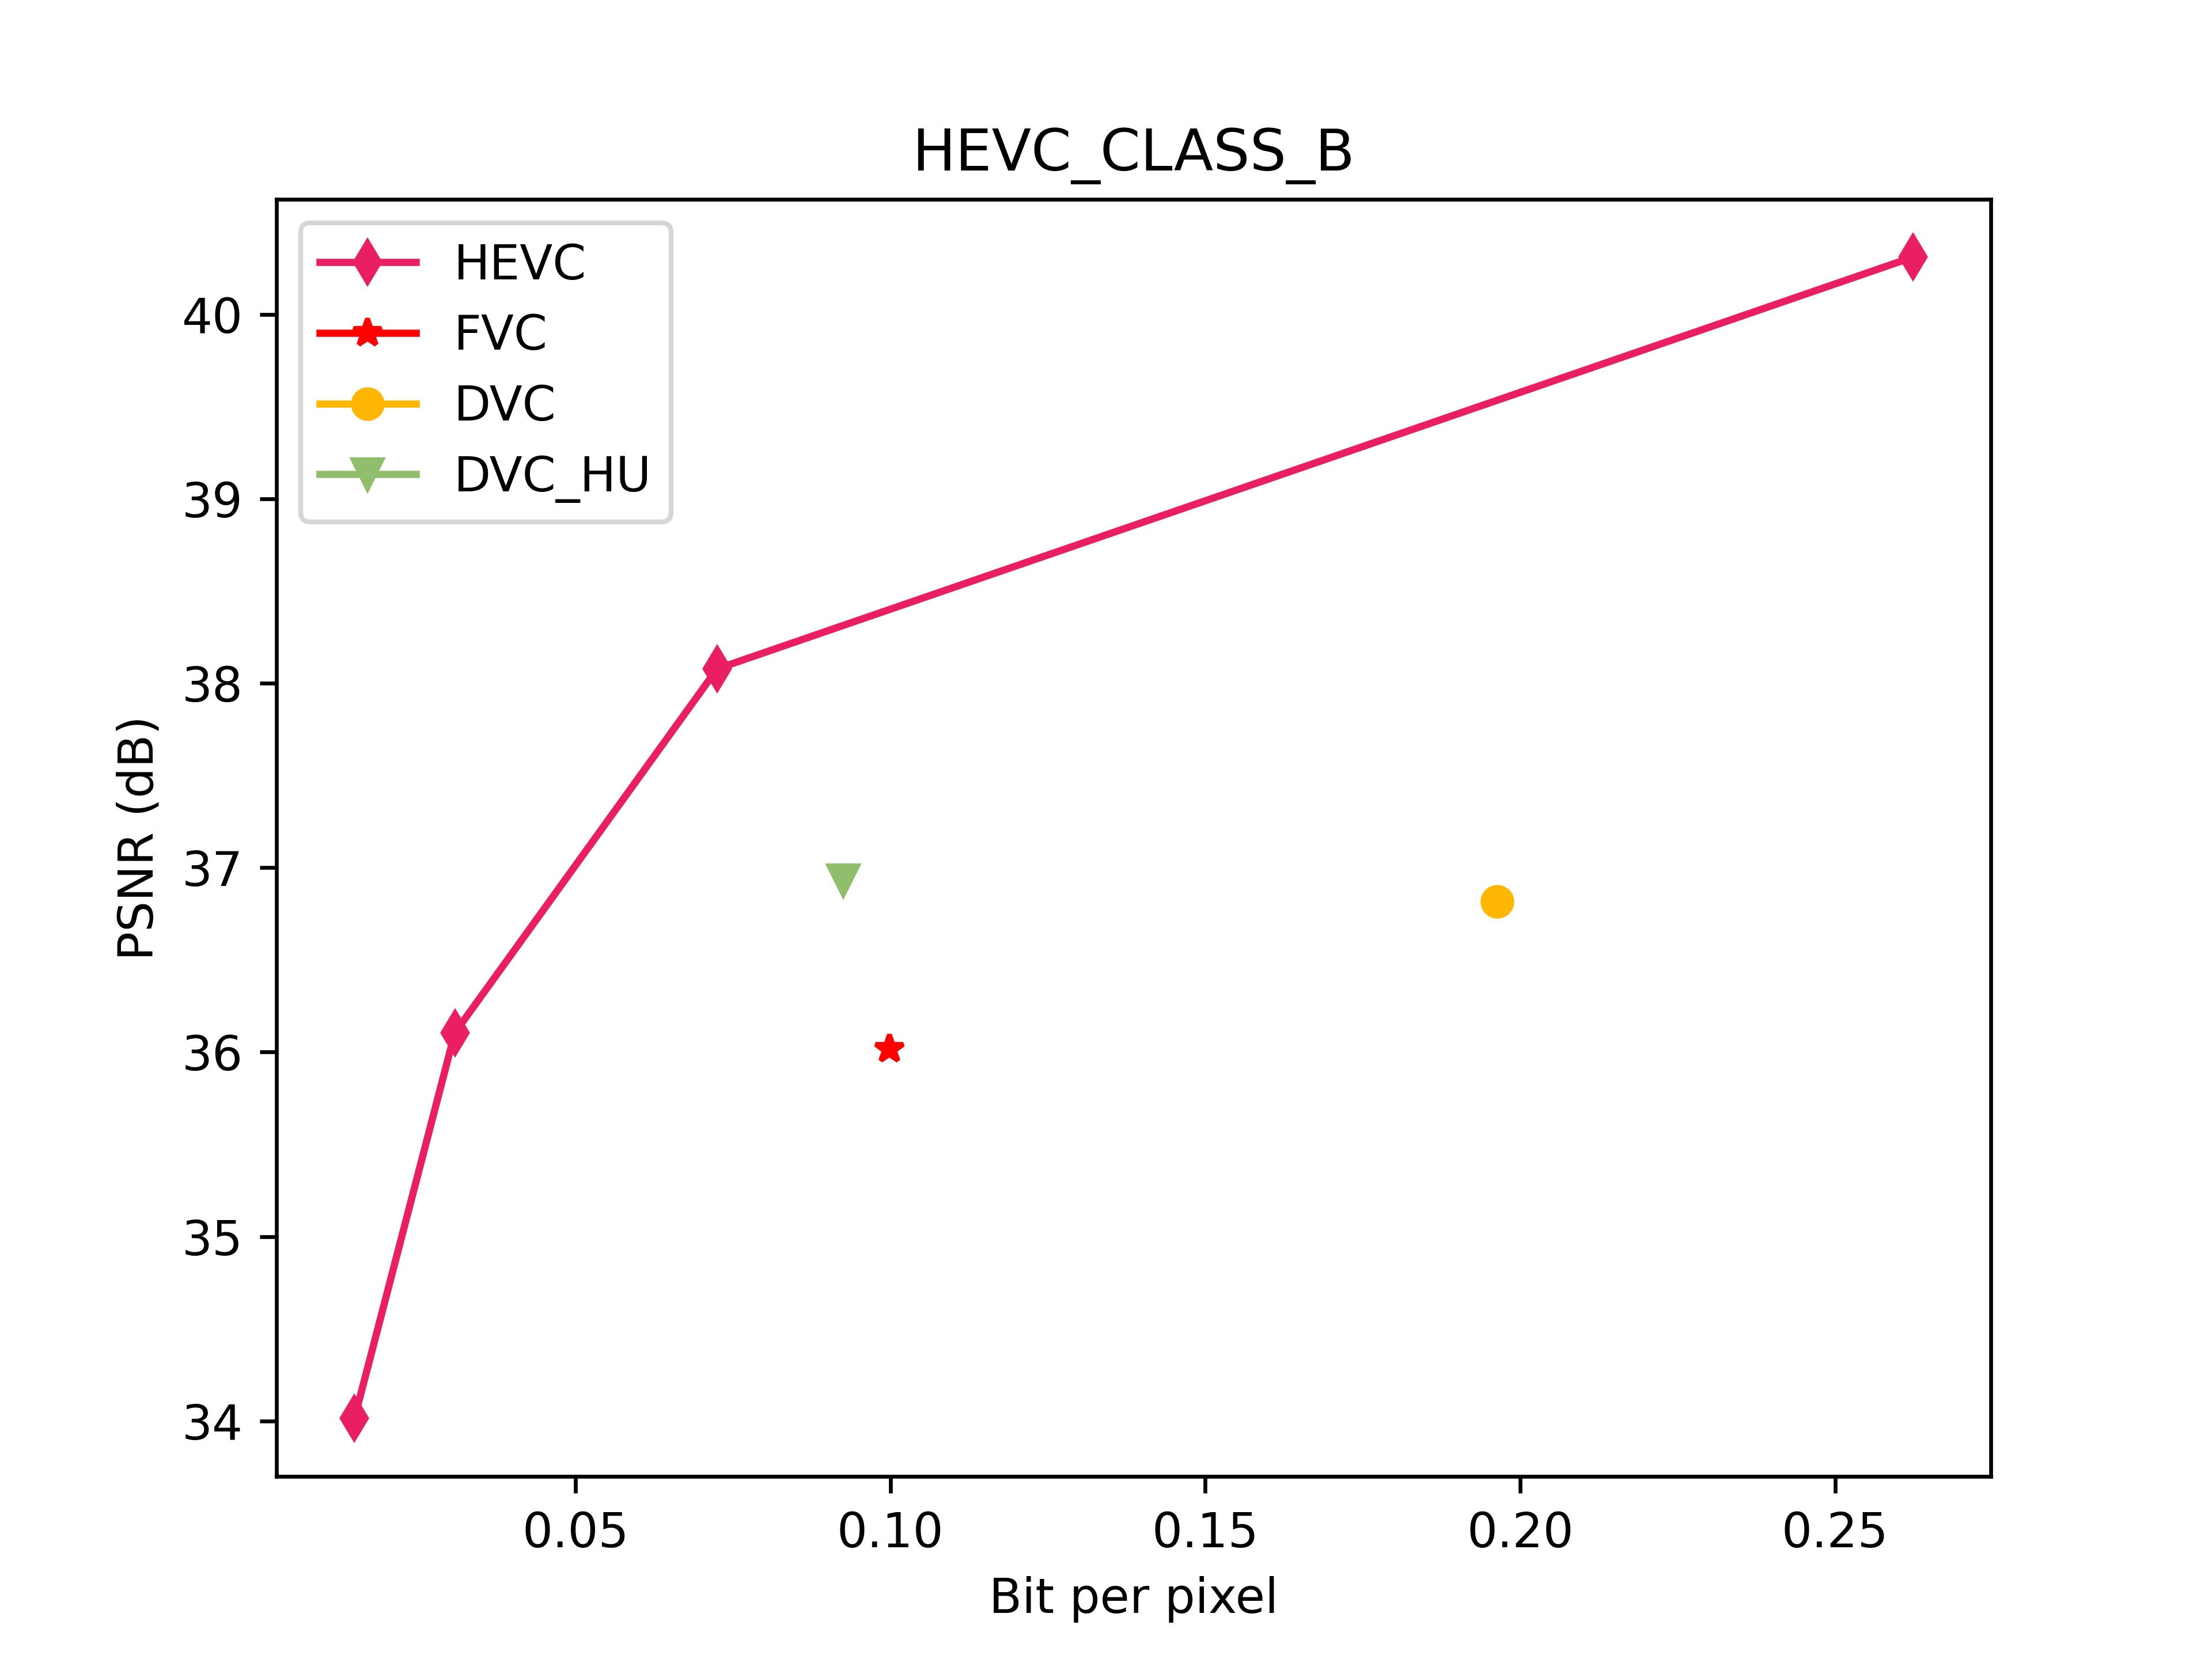 HEVC_CLASS_B
HEVC
FVC
DVC
DVC_HU
40
39
38
37
36
35
34
PSNR (dB)
0.05 0.10 0.15 0.20 0.25
Bit per pixel